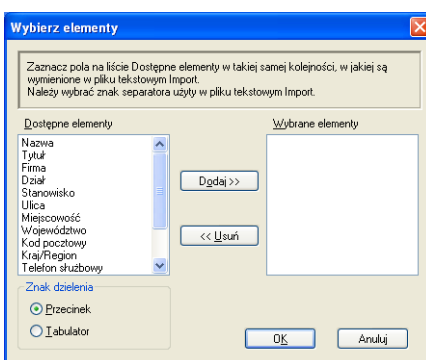 Wybierz elementy
Zaznacz pola na liście Dostępne elementy w takiej samej kolejności, w jakiej są
wymienione w pliku tekstowym Import.
Należy wybrać znak separatora użyty w pliku tekstowym Import.
Dostępne elementy
Wybrane elementy
Nazwa
Tytuł
Firma
Dział
Stanowisko
Ulica
Miejscowość
Województwo
Kod pocztowy
Kraj/Region
Telefon służbowy
Dodaj >>
<< Usuń
Znak dzielenia
Przecinek
Tabulator
OK
Anuluj